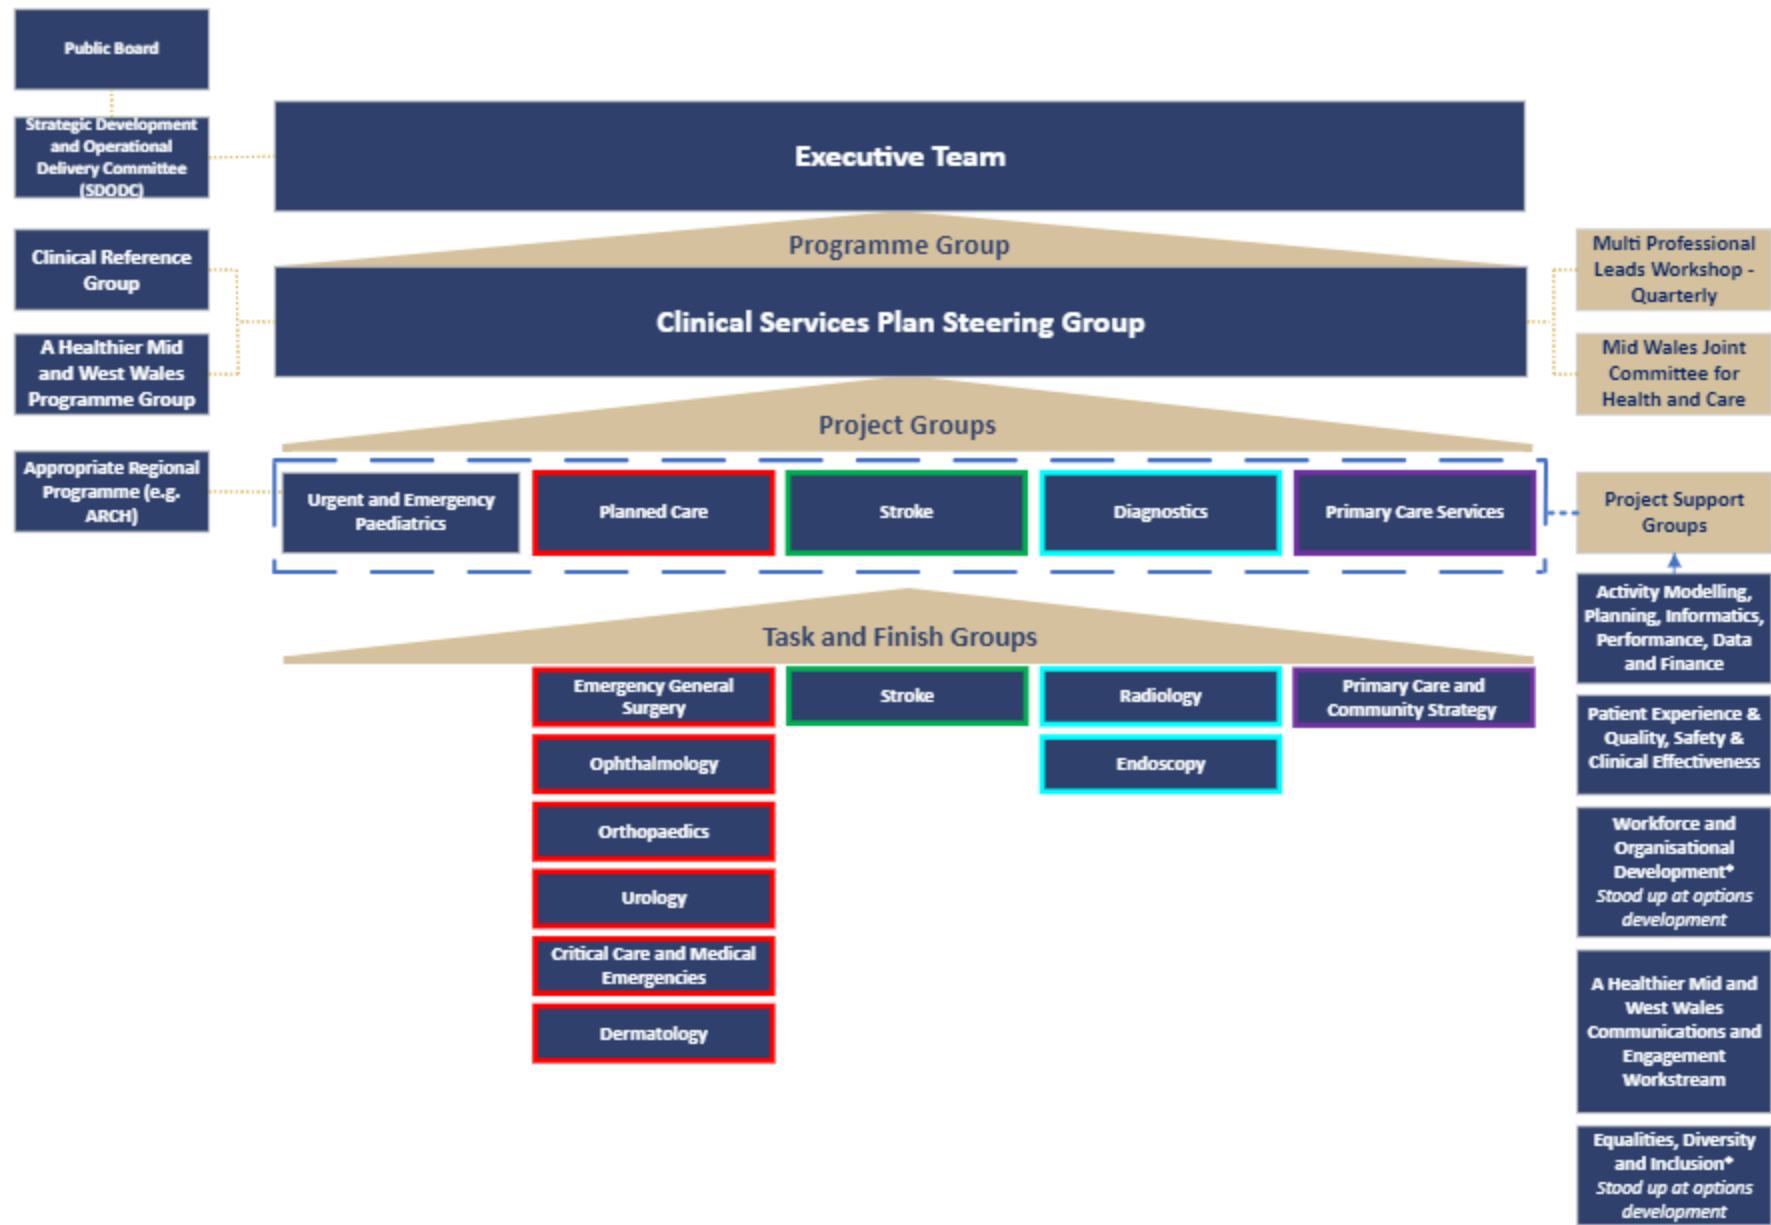 Public Board
Strategic Development
and Operational
Delivery Committee
(SDODC)
Executive Team
Clinical Reference
Group
A Healthier Mid
and West Wales
Programme Group
Programme Group
Clinical Services Plan Steering Group
Multi Professional
Leads Workshop -
Quarterly
Mid Wales Joint
Committee for
Health and Care
Project Groups
Appropriate Regional
Programme (e.g.
ARCH)
Urgent and Emergency
Paediatrics
Planned Care
Stroke
Diagnostics
Primary Care Services
Project Support
Groups
Task and Finish Groups
Emergency General
Surgery
Ophthalmology
Orthopaedics
Urology
Critical Care and Medical
Emergencies
Dermatology
Stroke
Radiology
Endoscopy
Primary Care and
Community Strategy
Activity Modelling,
Planning, Informatics,
Performance, Data
and Finance
Patient Experience &
Quality, Safety &
Clinical Effectiveness
Workforce and
Organisational
Development*
Stood up at options
development
A Healthier Mid and
West Wales
Communications and
Engagement
Workstream
Equalities, Diversity
and Inclusion*
Stood up at options
development